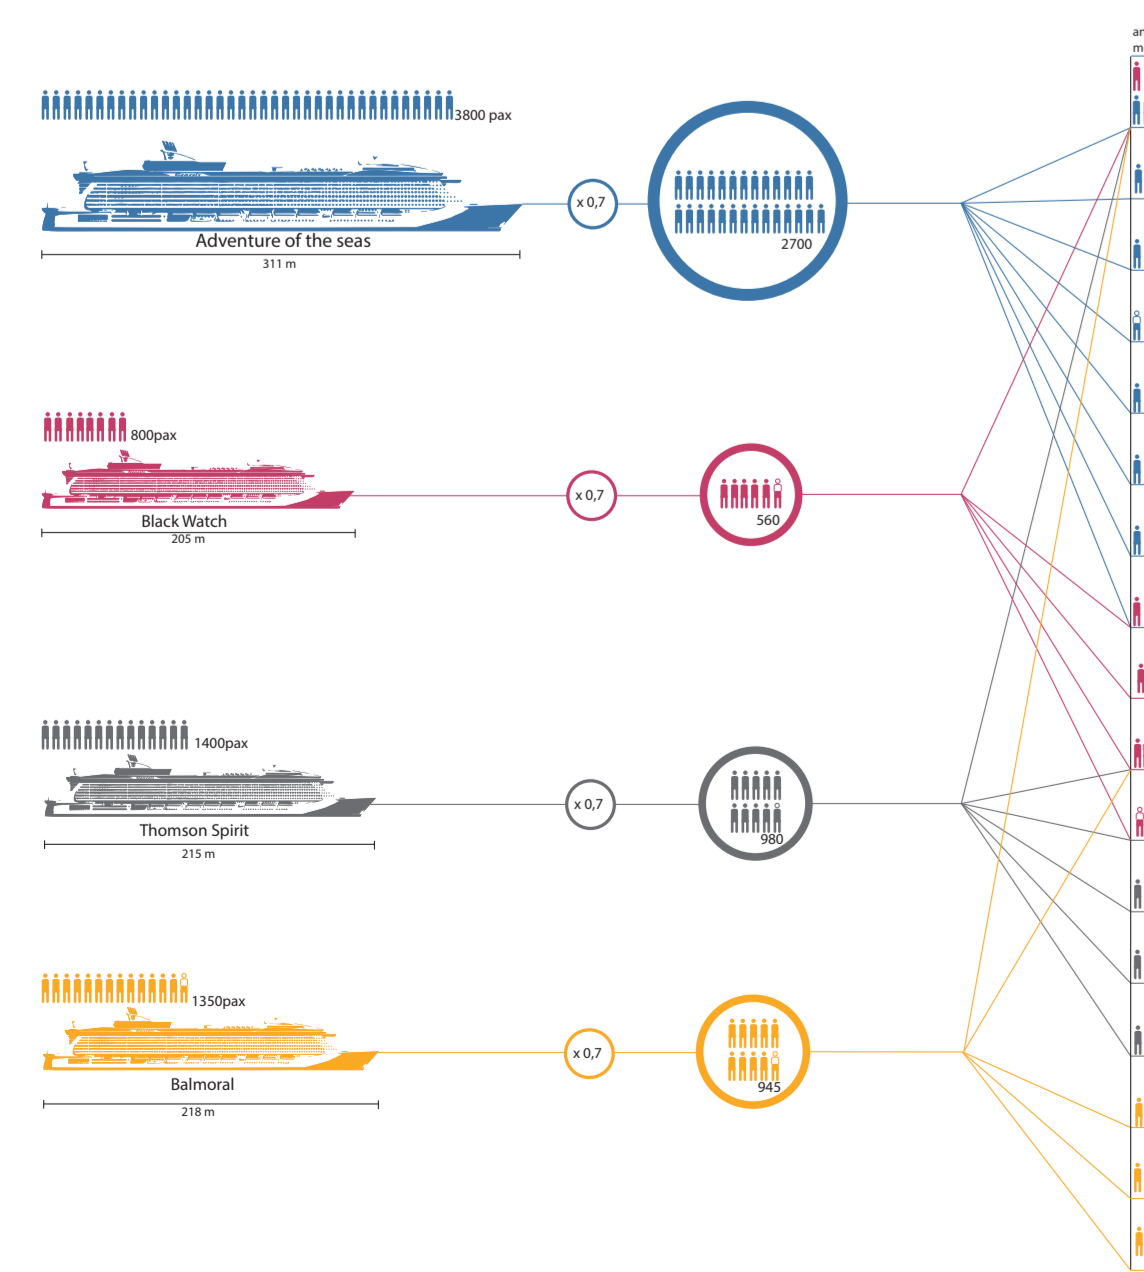 3800 pax
Adventure of the seas
311 m
x 0,7
2700
800pax
Black Watch
205 m
x 0,7
560
1400pax
Thomson Spirit
215 m
x 0,7
980
1350pax
Balmoral
218 m
x 0,7
945